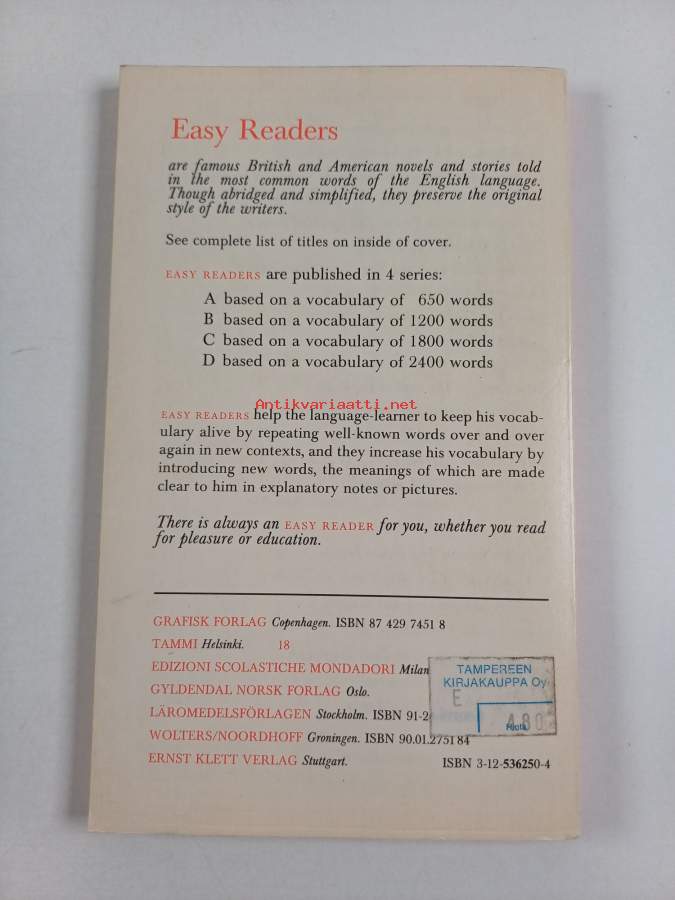 Easy Readers
are famous British and American novels and stories told
in the most common words of the English language.
Though abridged and simplified, they preserve the original
style of the writers.
See complete list of titles on inside of cover.
EASY READERS are published in 4 series:
A based on a vocabulary of 650 words
B based on a vocabulary of 1200 words
C based on a vocabulary of 1800 words
D based on a vocabulary of 2400 words
Antikvariaatti.net
EASY READERS help the language-learner to keep his vocab-
ulary alive by repeating well-known words over and over
again in new contexts, and they increase his vocabulary by
introducing new words, the meanings of which are made
clear to him in explanatory notes or pictures.
There is always an EASY READER for you, whether you read
for pleasure or education.
GRAFISK FORLAG Copenhagen. ISBN 87 429 7451 8
TAMMI Helsinki. 18
EDIZIONI SCOLASTICHE MONDADORI Milan
GYLDENDAL NORSK FORLAG Oslo.
LÄROMEDELSFÖRLAGEN Stockholm. ISBN 91-2
WOLTERS/NOORDHOFF Groningen. ISBN 90.01.275184
ERNST KLETT VERLAG Stuttgart. ISBN 3-12-536250-4
TAMPEREEN
KIRJAKAUPPA Oy
E
Hinta